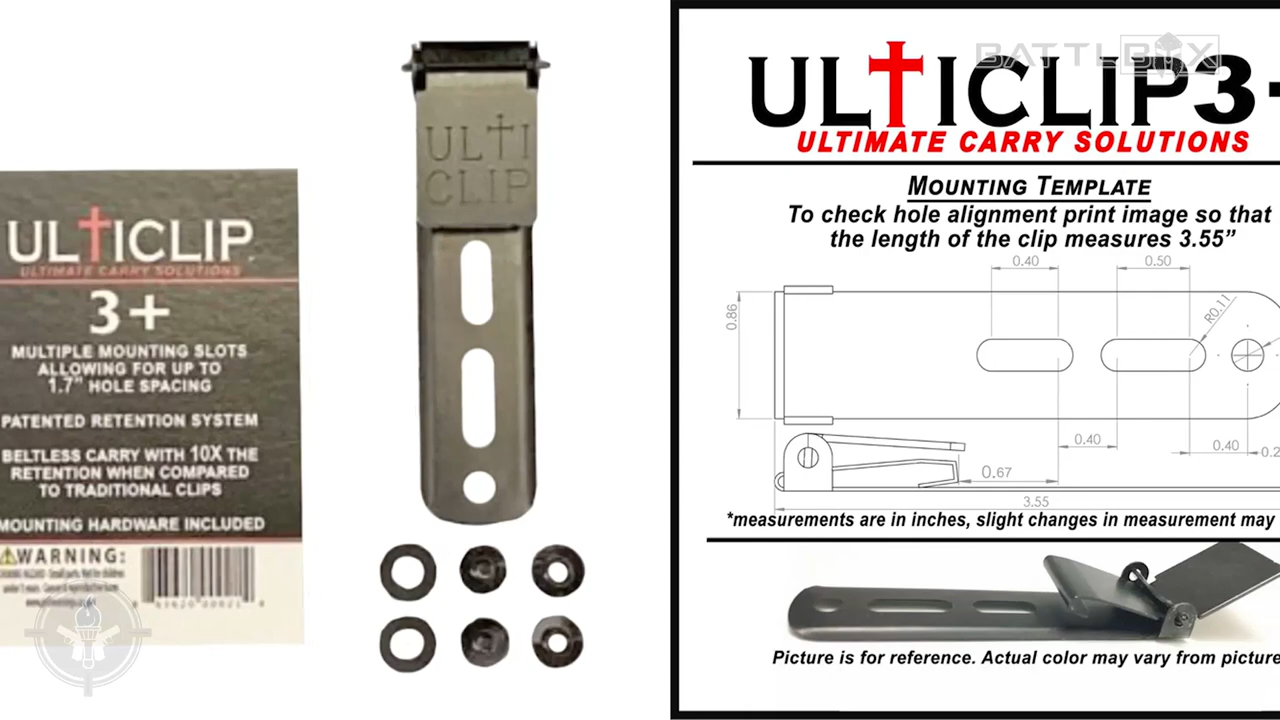 ULTICLIP
ULTIMATE CARRY SOLUTIONS
3+
MULTIPLE MOUNTING SLOTS
ALLOWING FOR UP TO
1.7" HOLE SPACING
PATENTED RETENTION SYSTEM
BELTLESS CARRY WITH 10X THE
RETENTION WHEN COMPARED
TO TRADITIONAL CLIPS
MOUNTING HARDWARE INCLUDED
WARNING:
ULTI
CLIP
BATTLBOX
ULTICLIP3+
ULTIMATE CARRY SOLUTIONS
MOUNTING TEMPLATE
To check hole alignment print image so that
the length of the clip measures 3.55”
0.40
0.50
0.86
R0.11
0.40
0.40
0.2
0.67
3.55
*measurements are in inches, slight changes in measurement may
Picture is for reference. Actual color may vary from picture